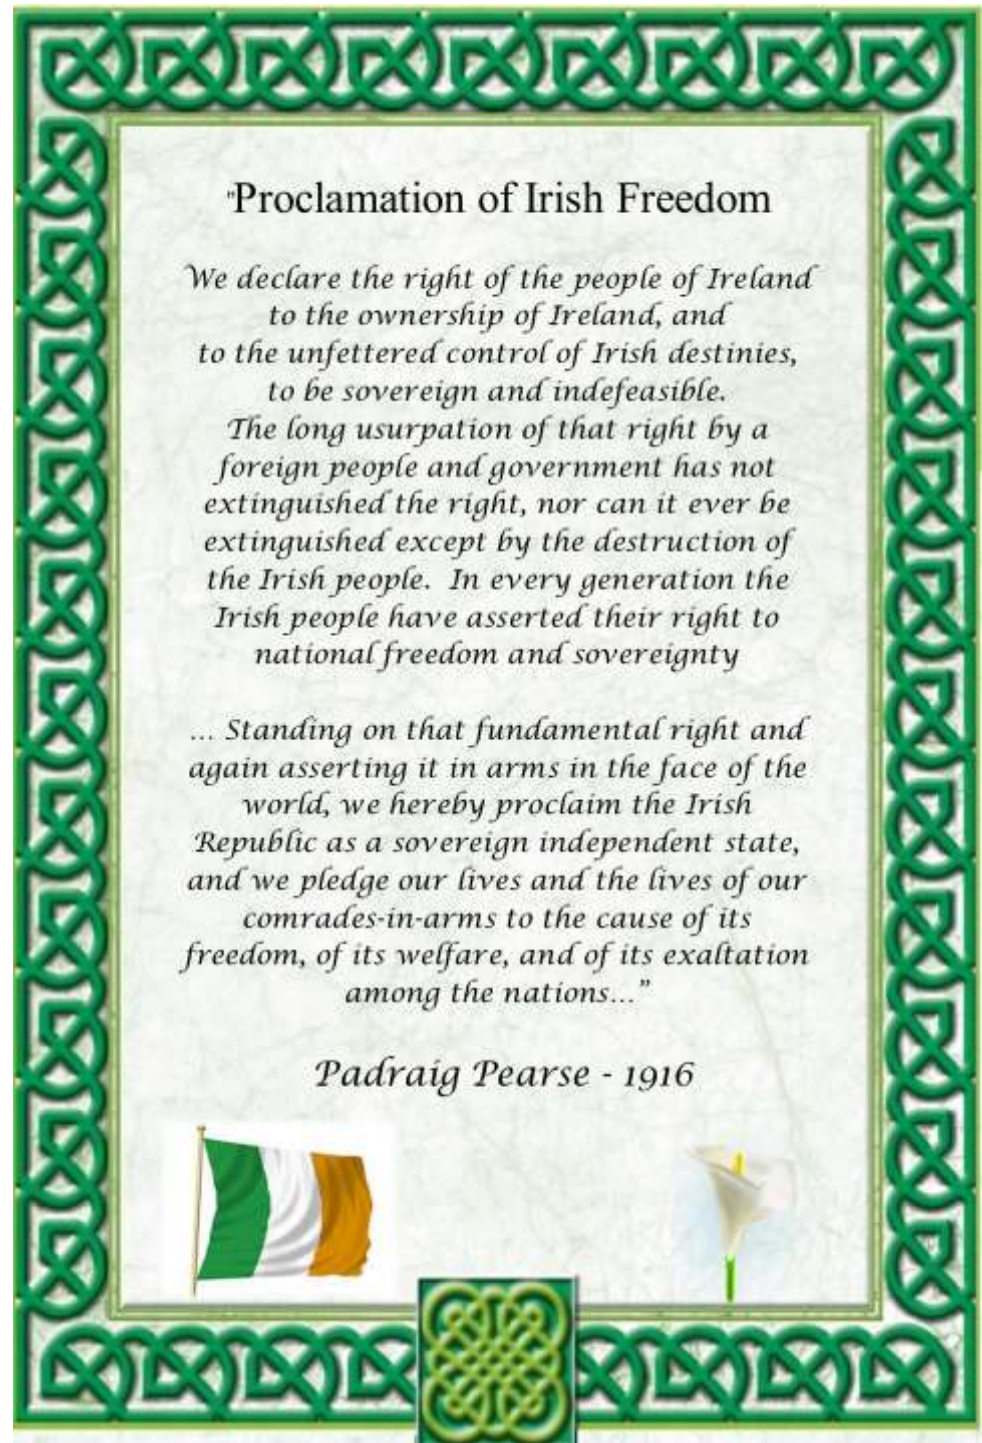 "Proclamation of Irish Freedom
We declare the right of the people of Ireland
to the ownership of Ireland, and
to the unfettered control of Irish destinies,
to be sovereign and indefeasible.
The long usurpation of that right by a
foreign people and government has not
extinguished the right, nor can it ever be
extinguished except by the destruction of
the Irish people.  In every generation the
Irish people have asserted their right to
national freedom and sovereignty
... Standing on that fundamental right and
again asserting it in arms in the face of the
world, we hereby proclaim the Irish
Republic as a sovereign independent state,
and we pledge our lives and the lives of our
comrades-in-arms to the cause of its
freedom, of its welfare, and of its exaltation
among the nations..."
Padraig Pearse - 1916